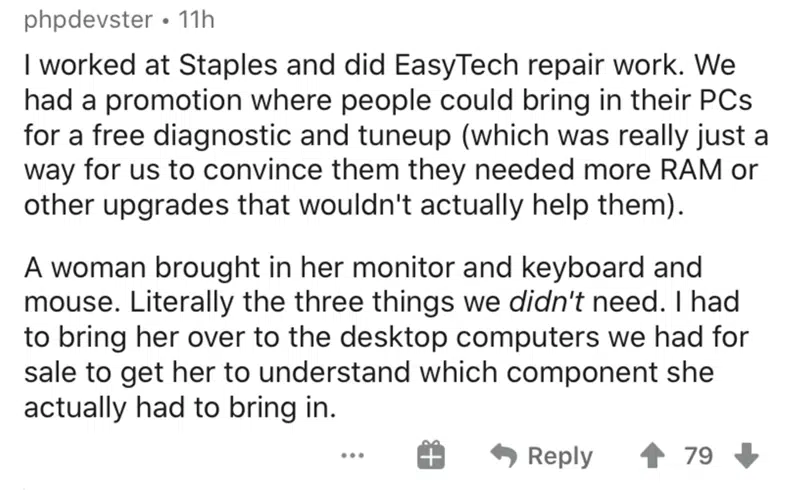 phpdevster • 11h
I worked at Staples and did EasyTech repair work. We
had a promotion where people could bring in their PCs
for a free diagnostic and tuneup (which was really just a
way for us to convince them they needed more RAM or
other upgrades that wouldn't actually help them).
A woman brought in her monitor and keyboard and
mouse. Literally the three things we didn't need. I had
to bring her over to the desktop computers we had for
sale to get her to understand which component she
actually had to bring in.
... Reply 79